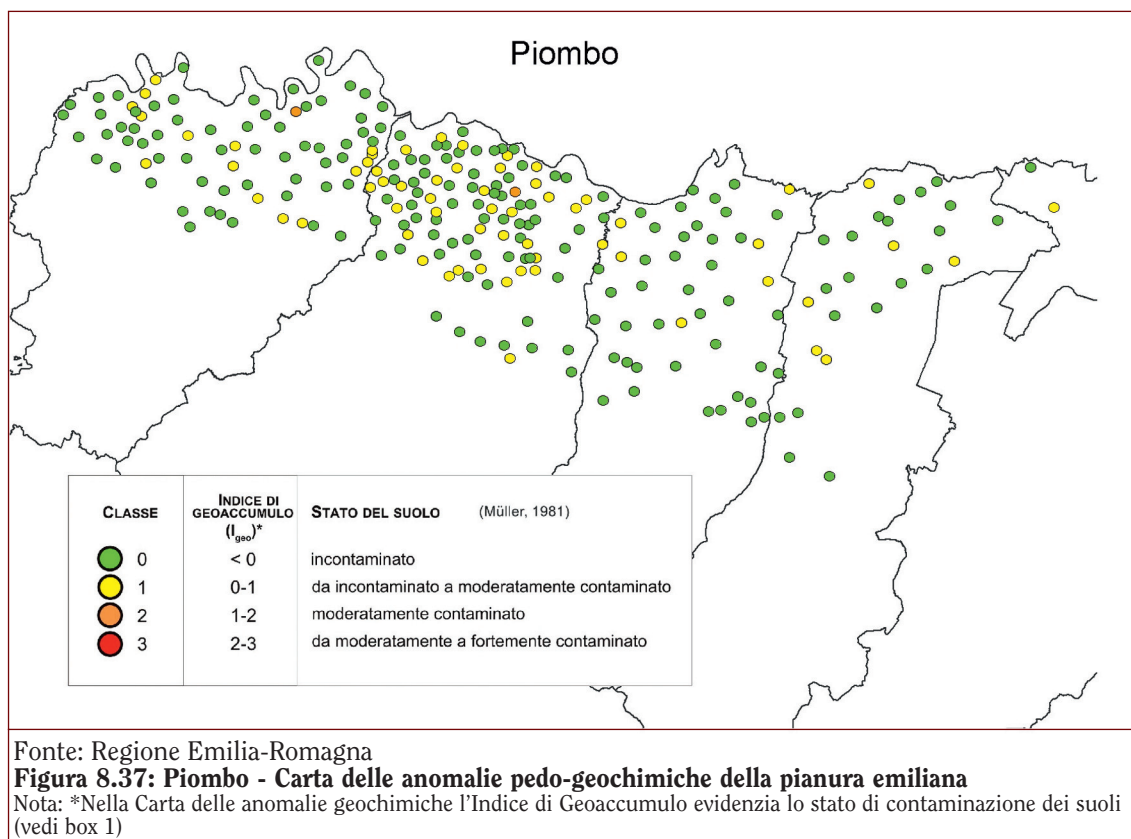 Piombo
CLASSE INDICE DI GEOACCUMULO (Igeo)* STATO DEL SUOLO (Müller, 1981)
0 < 0 incontaminato
1 0-1 da incontaminato a moderatamente contaminato
2 1-2 moderatamente contaminato
3 2-3 da moderatamente a fortemente contaminato
Fonte: Regione Emilia-Romagna
Figura 8.37: Piombo - Carta delle anomalie pedo-geochimiche della pianura emiliana
Nota: *Nella Carta delle anomalie geochimiche l’Indice di Geoaccumulo evidenzia lo stato di contaminazione dei suoli
(vedi box 1)